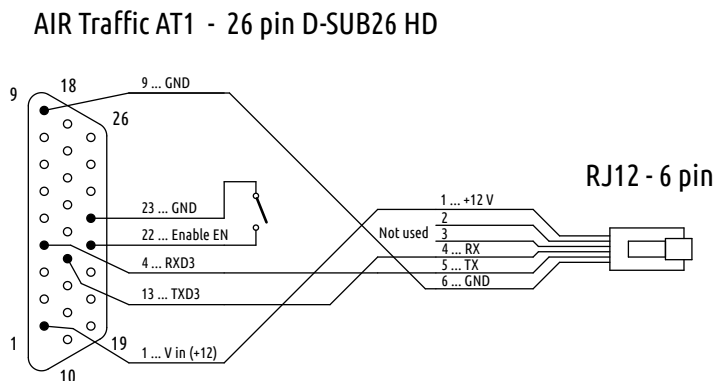 AIR Traffic AT1 - 26 pin D-SUB26 HD
9
18
26
1
10
19
9 ... GND
23 ... GND
22 ... Enable EN
4 ... RXD3
13 ... TXD3
1 ... V in (+12)
RJ12 - 6 pin
1 ... +12 V
2
Not used
3
4 ... RX
5 ... TX
6 ... GND